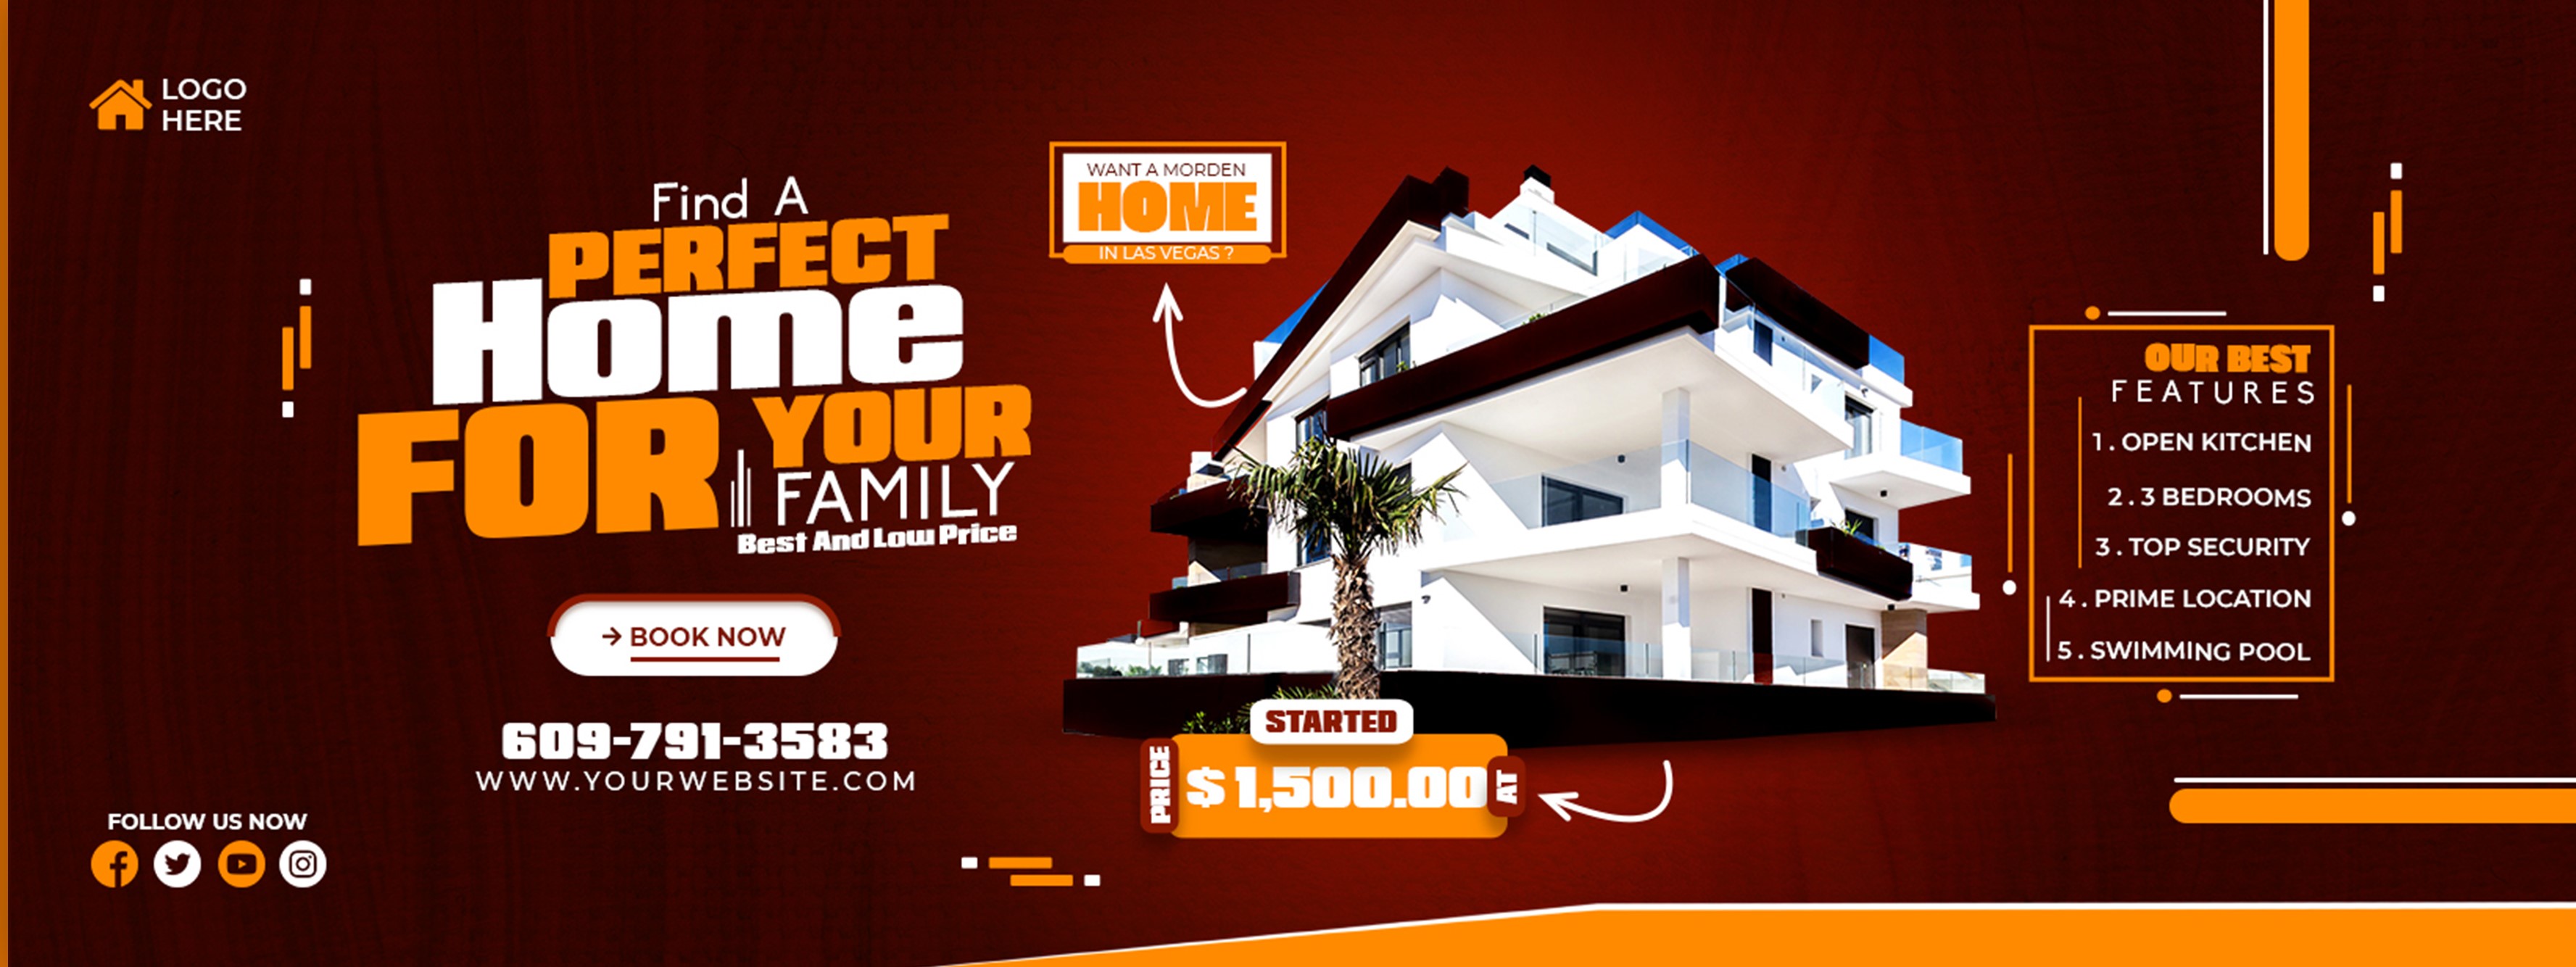 LOGO
HERE
Find A
PERFECT
Home
FOR YOUR
FAMILY
Best And Low Price
→ BOOK NOW
609-791-3583
WWW.YOURWEBSITE.COM
FOLLOW US NOW
WANT A MORDEN
HOME
IN LAS VEGAS ?
STARTED
PRICE
$1,500.00
AT
OUR BEST
FEATURES
1. OPEN KITCHEN
2. 3 BEDROOMS
3. TOP SECURITY
4. PRIME LOCATION
5. SWIMMING POOL